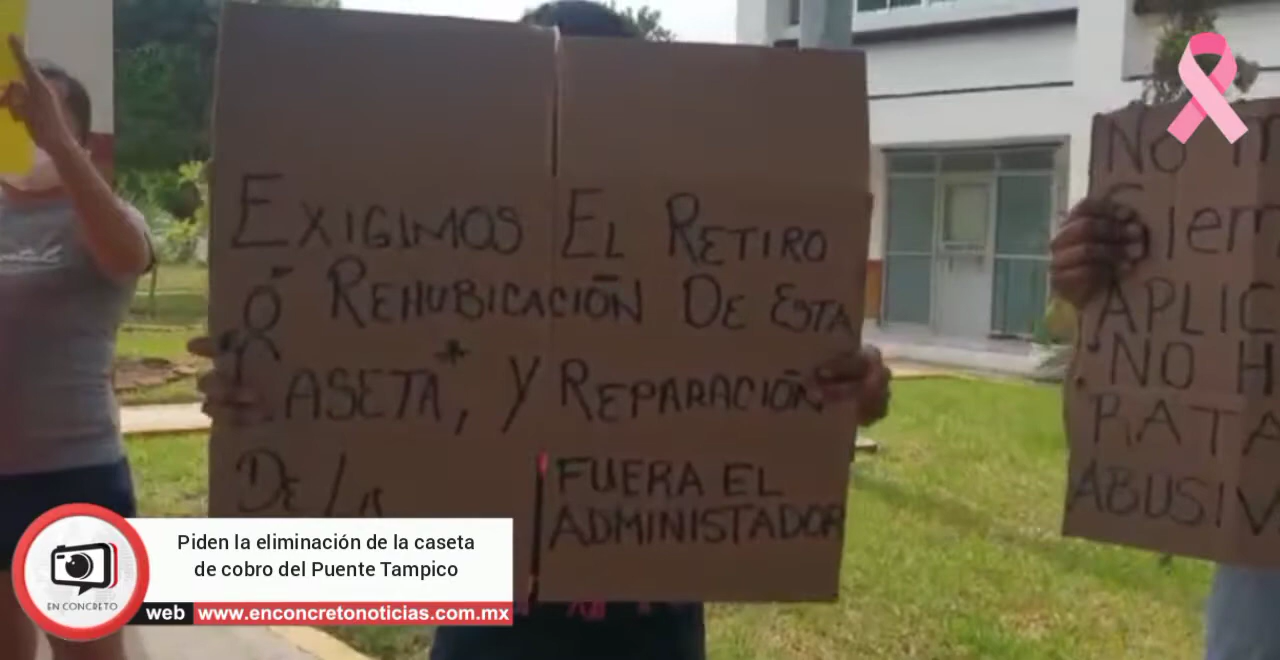 EXIGIMOS EL RETIRO
Ó REHUBICACIÓN DE ESTA
CASETA, Y REPARACIÓN
DE LA
FUERA EL
ADMINISTADOR
NO
APLIC
NO H
RATA
ABUSIV
Piden la eliminación de la caseta
de cobro del Puente Tampico
EN CONCRETO
web www.enconcretonoticias.com.mx